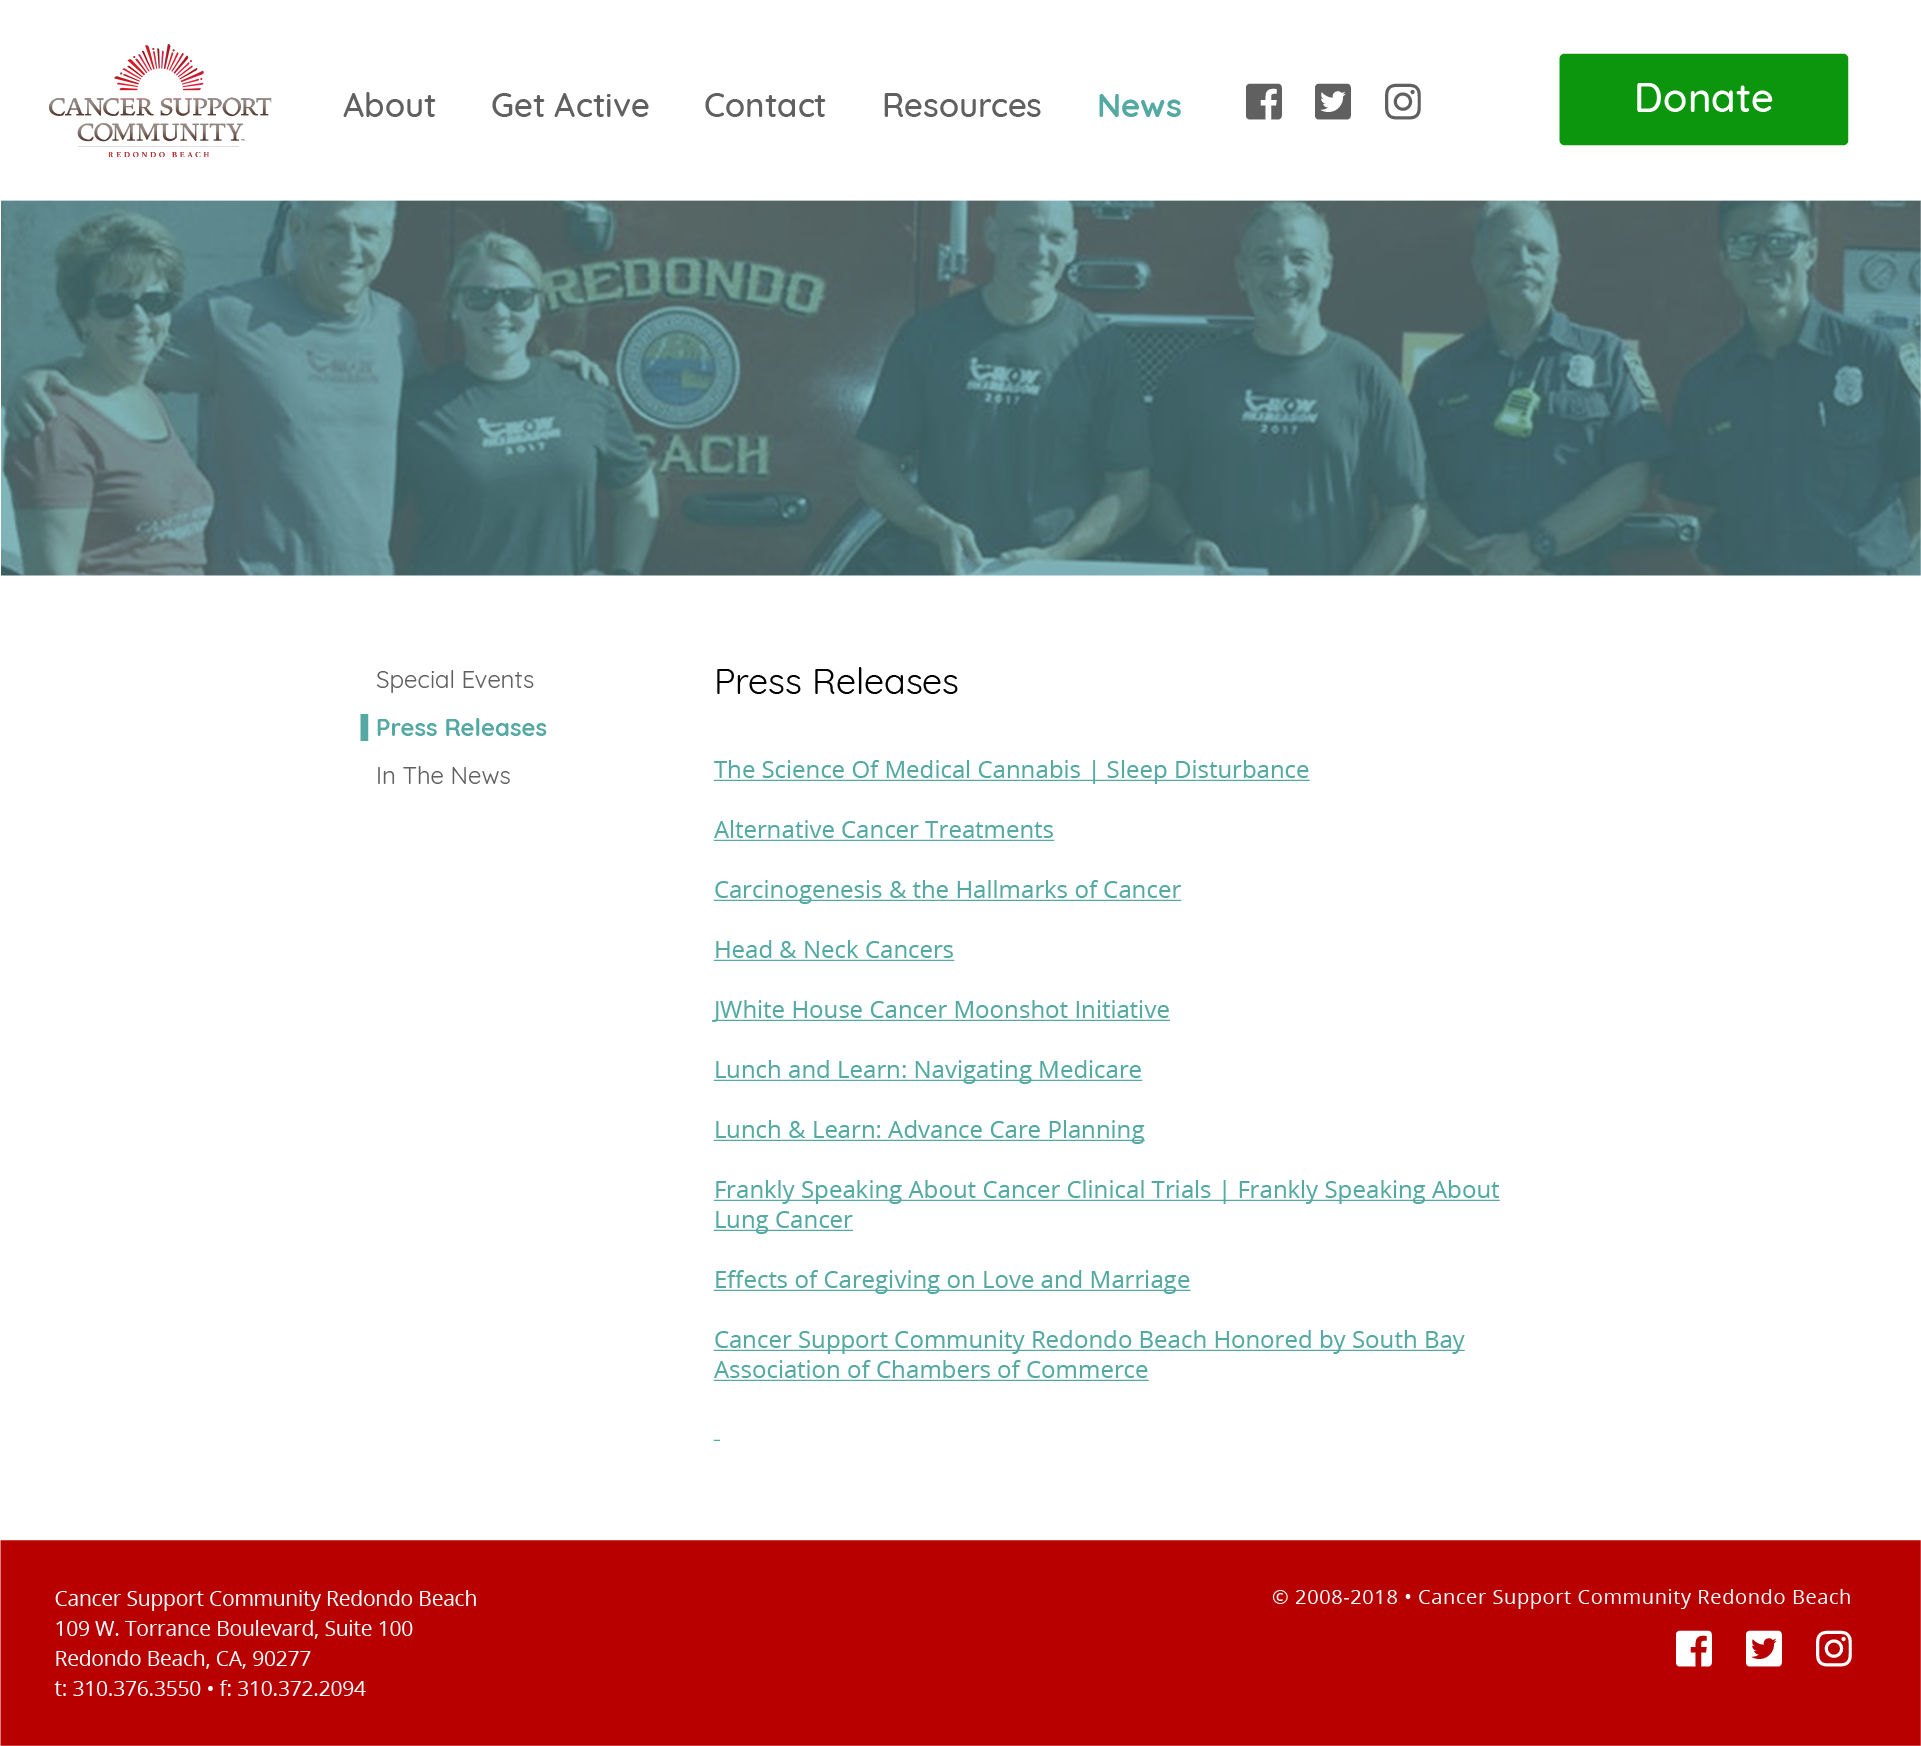 CANCER SUPPORT
COMMUNITY
REDONDO BEACH
About Get Active Contact Resources News
Donate
REDONDO
EACH
2017
2017
2017
Special Events
Press Releases
In The News
Press Releases
The Science Of Medical Cannabis | Sleep Disturbance
Alternative Cancer Treatments
Carcinogenesis & the Hallmarks of Cancer
Head & Neck Cancers
JWhite House Cancer Moonshot Initiative
Lunch and Learn: Navigating Medicare
Lunch & Learn: Advance Care Planning
Frankly Speaking About Cancer Clinical Trials | Frankly Speaking About
Lung Cancer
Effects of Caregiving on Love and Marriage
Cancer Support Community Redondo Beach Honored by South Bay
Association of Chambers of Commerce
Cancer Support Community Redondo Beach
109 W. Torrance Boulevard, Suite 100
Redondo Beach, CA, 90277
t: 310.376.3550 • f: 310.372.2094
© 2008-2018 • Cancer Support Community Redondo Beach